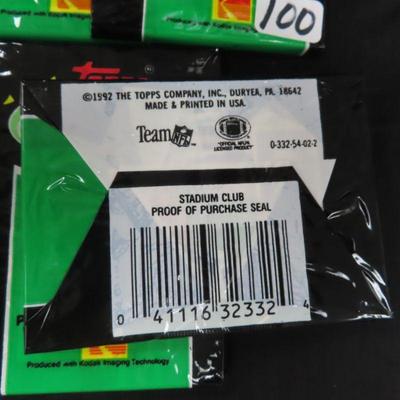 Produced with Kodak Imaging
100
TOPPS
©1992 THE TOPPS COMPANY, INC., DURYEA, PA. 18642
MADE & PRINTED IN USA.
Team NFL
"OFFICIAL NFLPA
LICENSED PRODUCT"
0-332-54-02-2
STADIUM CLUB
PROOF OF PURCHASE SEAL
0 41116 32332 4
Produced with Kodak Imaging Technology